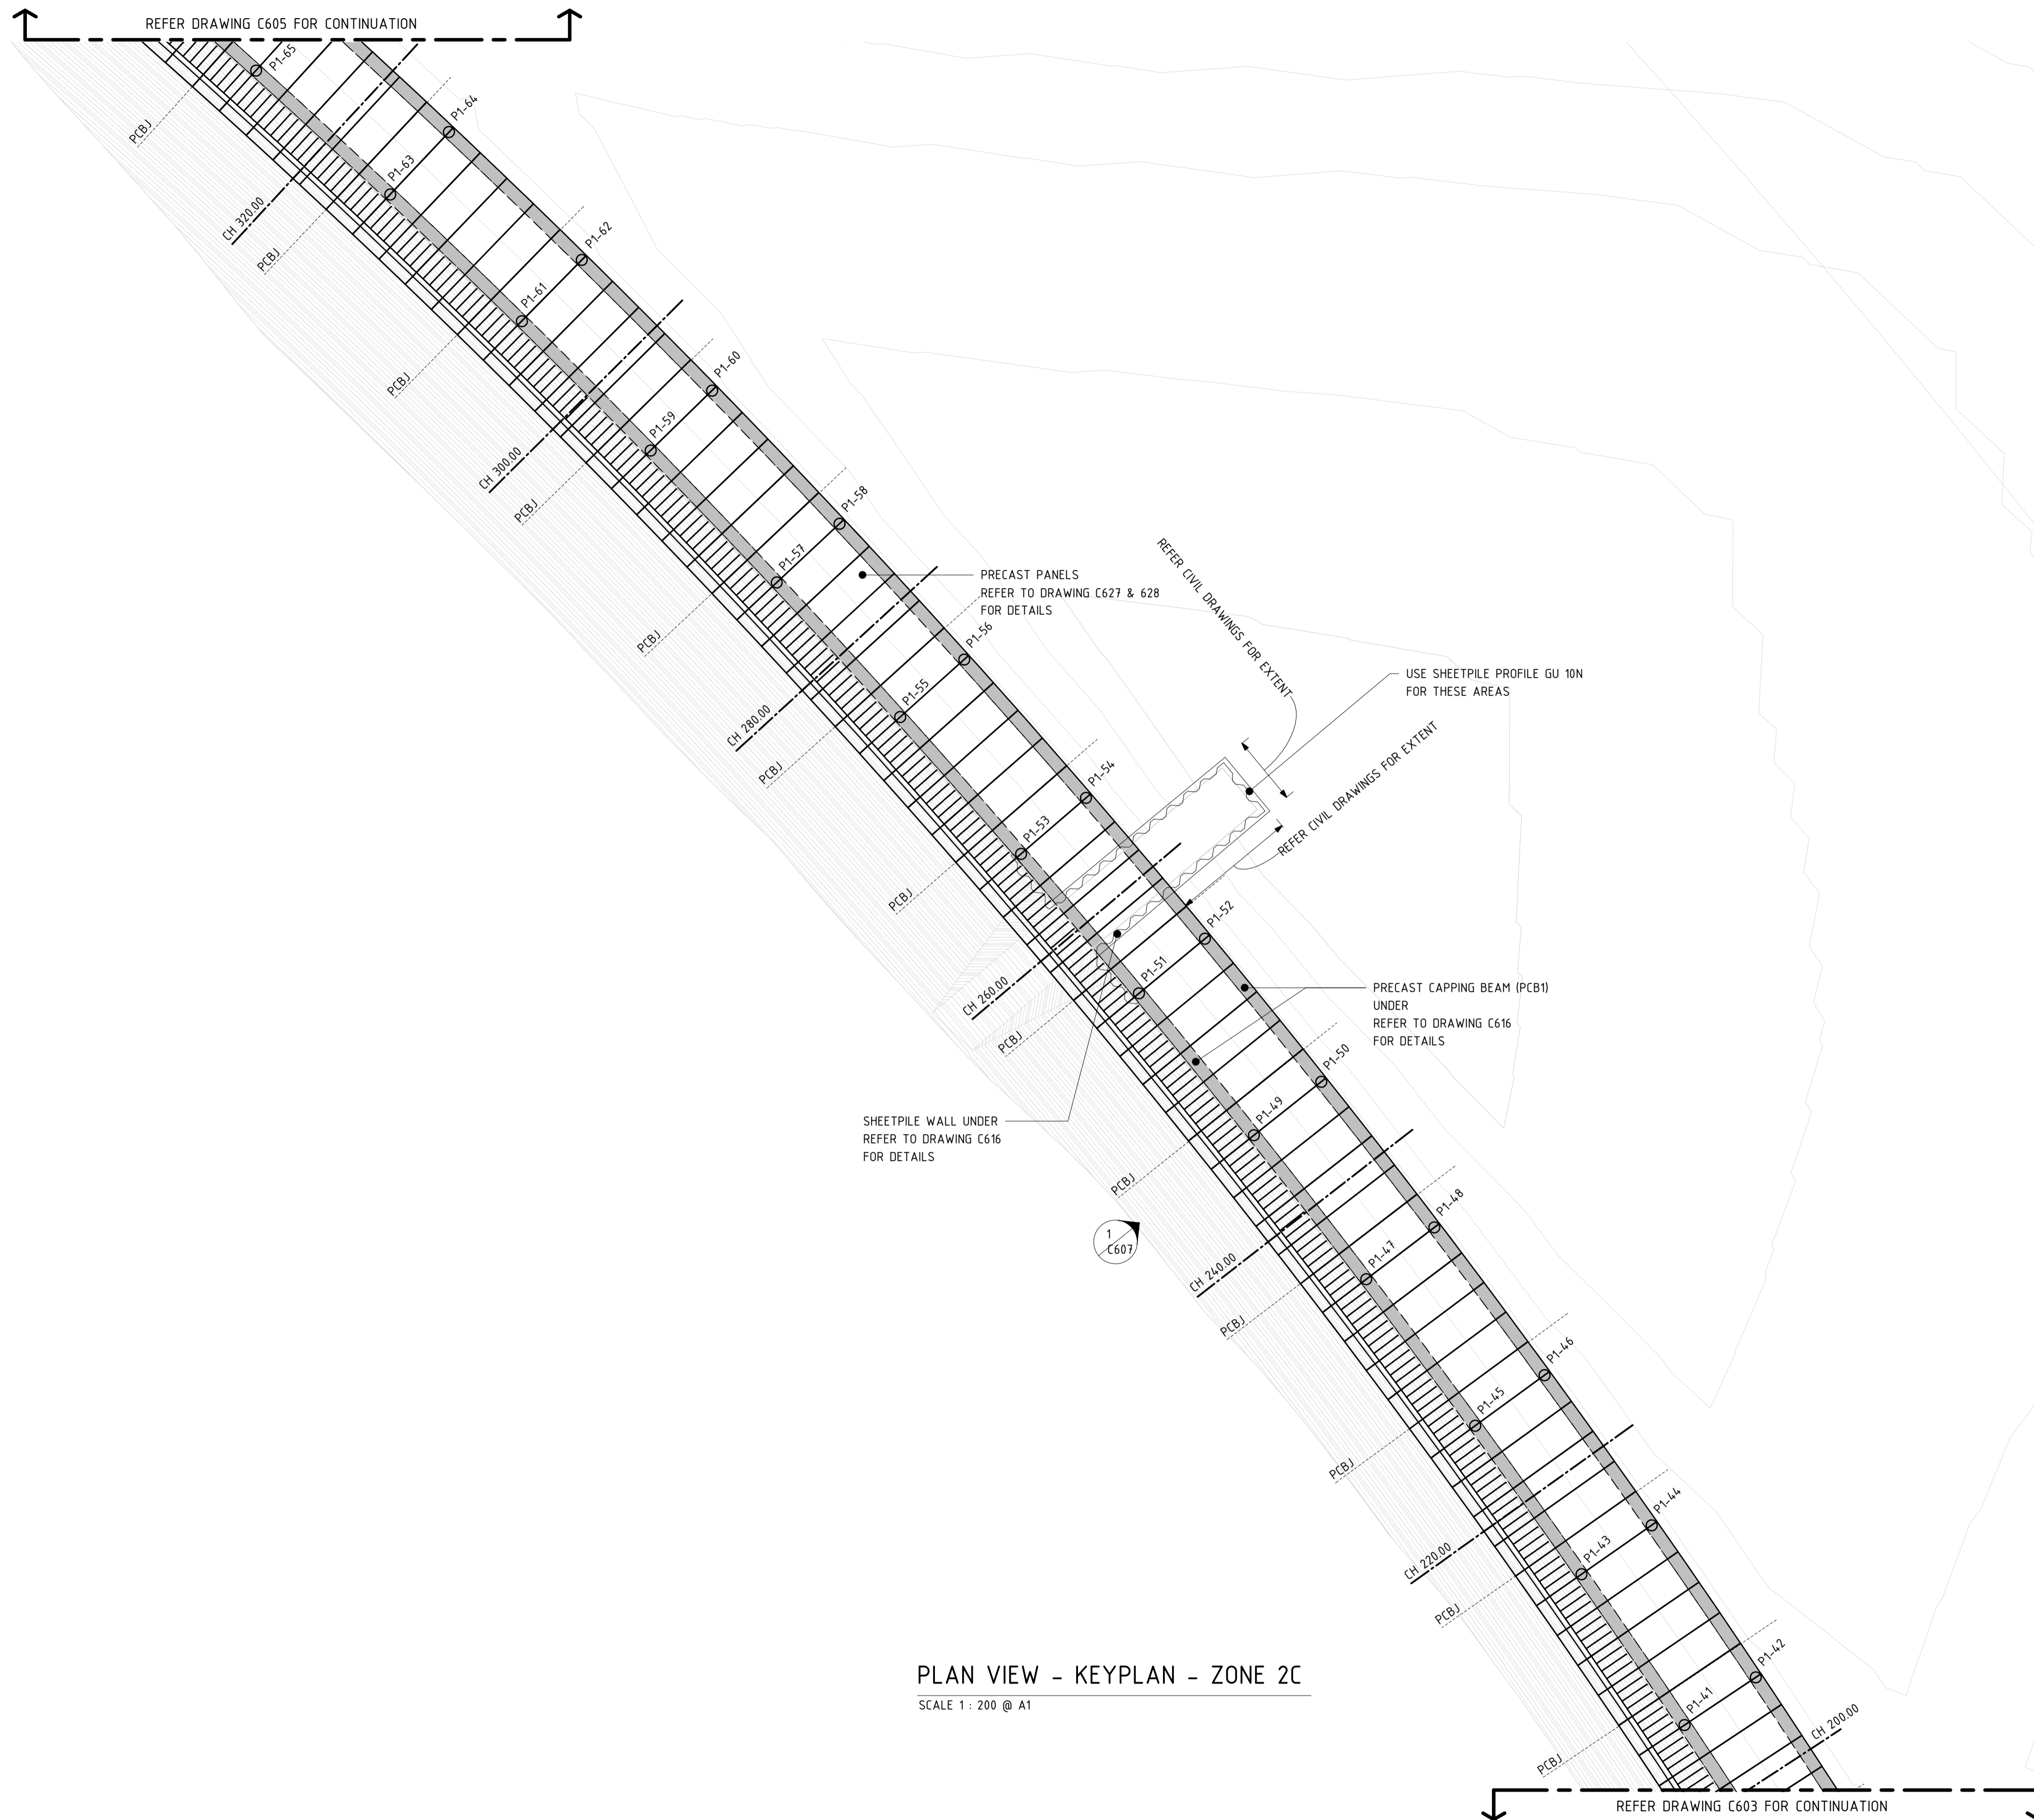 REFER DRAWING C605 FOR CONTINUATION
P1-65
P1-64
PCBJ
P1-63
CH 320.00
P1-62
PCBJ
P1-61
P1-60
PCBJ
P1-59
CH 300.00
P1-58
PCBJ
P1-57
PRECAST PANELS
REFER TO DRAWING C627 & 628
FOR DETAILS
REFER CIVIL DRAWINGS FOR EXTENT
PCBJ
P1-56
USE SHEETPILE PROFILE GU 10N
FOR THESE AREAS
P1-55
CH 280.00
REFER CIVIL DRAWINGS FOR EXTENT
PCBJ
P1-54
P1-53
PCBJ
P1-52
P1-51
CH 260.00
PRECAST CAPPING BEAM (PCB1)
UNDER
REFER TO DRAWING C616
FOR DETAILS
PCBJ
P1-50
P1-49
SHEETPILE WALL UNDER
REFER TO DRAWING C616
FOR DETAILS
PCBJ
P1-48
1
C607
P1-47
CH 240.00
PCBJ
P1-46
P1-45
PCBJ
P1-44
P1-43
CH 220.00
PCBJ
P1-42
PLAN VIEW - KEYPLAN - ZONE 2C
SCALE 1 : 200 @ A1
P1-41
CH 200.00
PCBJ
REFER DRAWING C603 FOR CONTINUATION